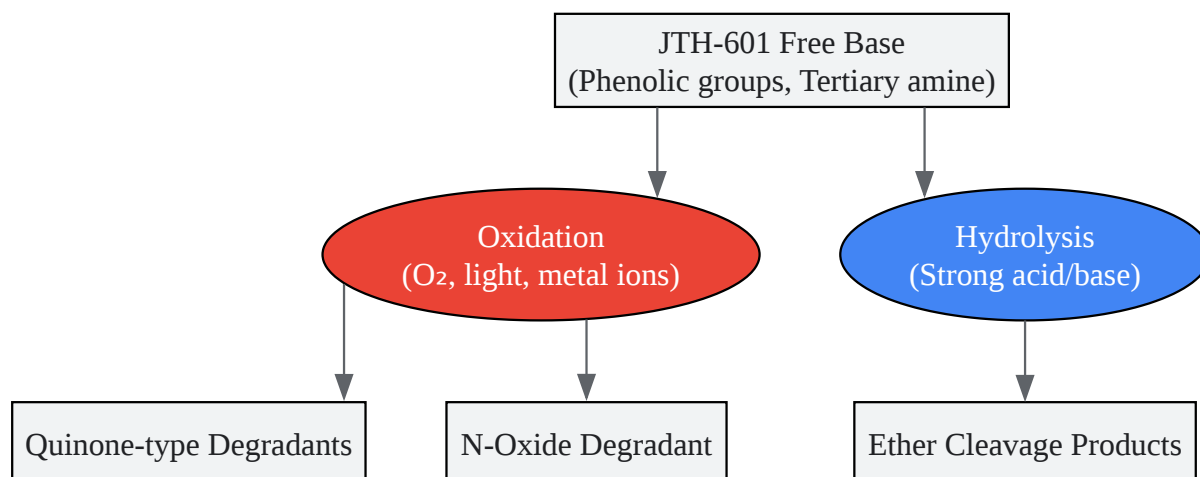 JTH-601 Free Base
(Phenolic groups, Tertiary amine)
Oxidation
(O₂, light, metal ions)
Hydrolysis
(Strong acid/base)
Quinone-type Degradants
N-Oxide Degradant
Ether Cleavage Products